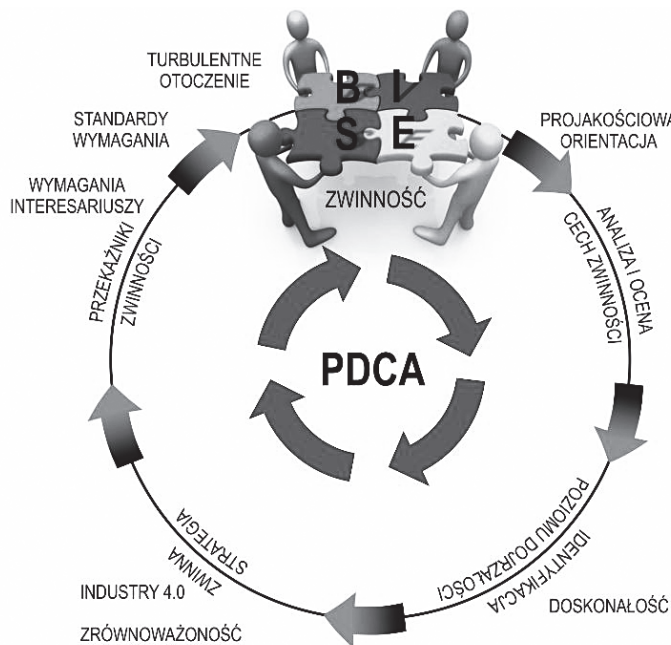 TURBULENTNE
OTOCZENIE
STANDARDY
WYMAGANIA
WYMAGANIA
INTERESARIUSZY
PRZEKAŹNIKI
ZWINNOŚCI
B I
S E
ZWINNOŚĆ
PROJAKOŚCIOWA
ORIENTACJA
ANALIZA I OCENA
CECH ZWINNOŚCI
PDCA
IDENTYFIKACJA
POZIOMU DOJRZAŁOŚCI
DOSKONAŁOŚĆ
ZWINNA
STRATEGIA
INDUSTRY 4.0
ZRÓWNOWAŻONOŚĆ